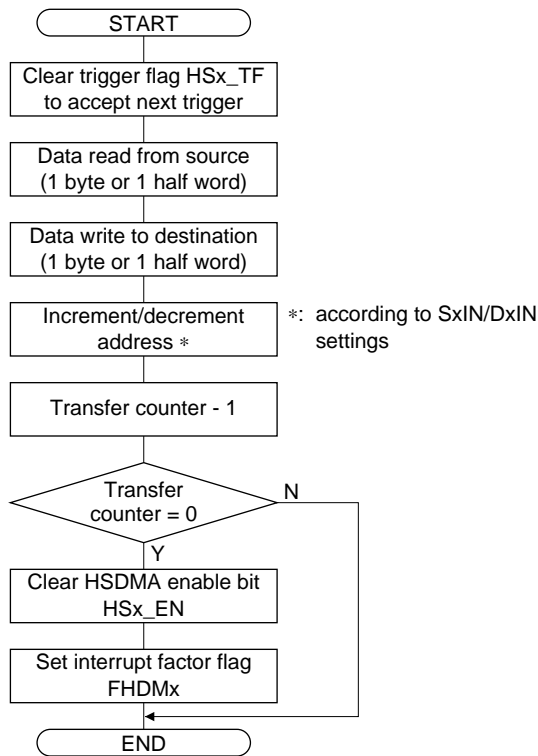 START
Clear trigger flag HSx_TF
to accept next trigger
Data read from source
(1 byte or 1 half word)
Data write to destination
(1 byte or 1 half word)
Increment/decrement
address ∗
∗: according to SxIN/DxIN
settings
Transfer counter - 1
Transfer
counter = 0
N
Y
Clear HSDMA enable bit
HSx_EN
Set interrupt factor flag
FHDMx
END